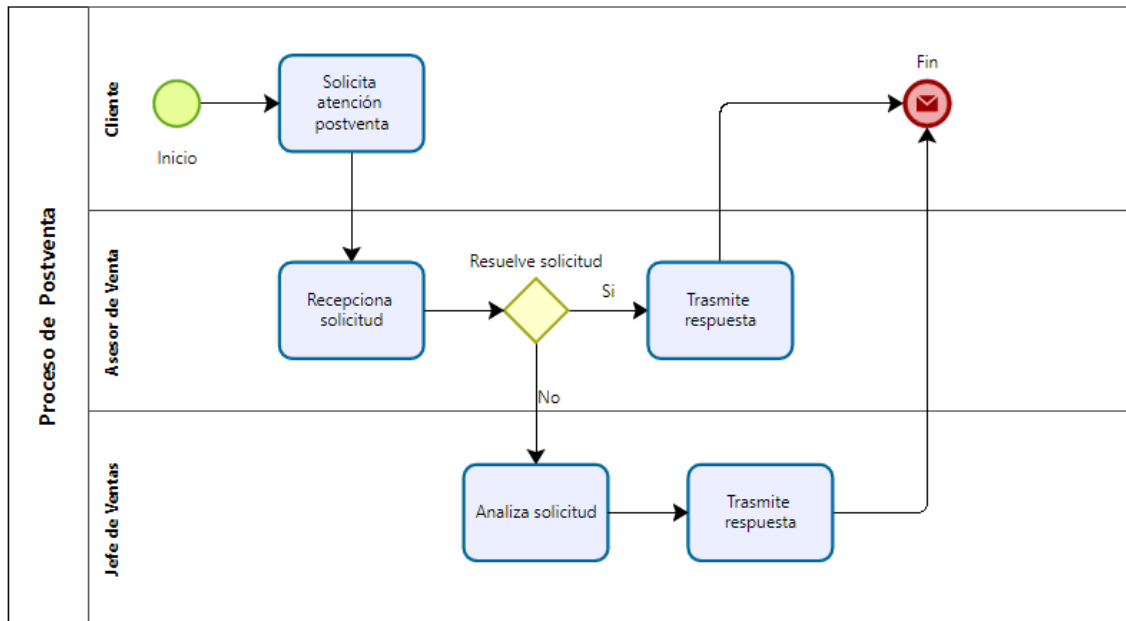 Proceso de Postventa
Cliente
Inicio
Solicita
atención
postventa
Fin
Asesor de Venta
Recepciona
solicitud
Resuelve solicitud
Si
No
Trasmite
respuesta
Jefe de Ventas
Analiza solicitud
Trasmite
respuesta